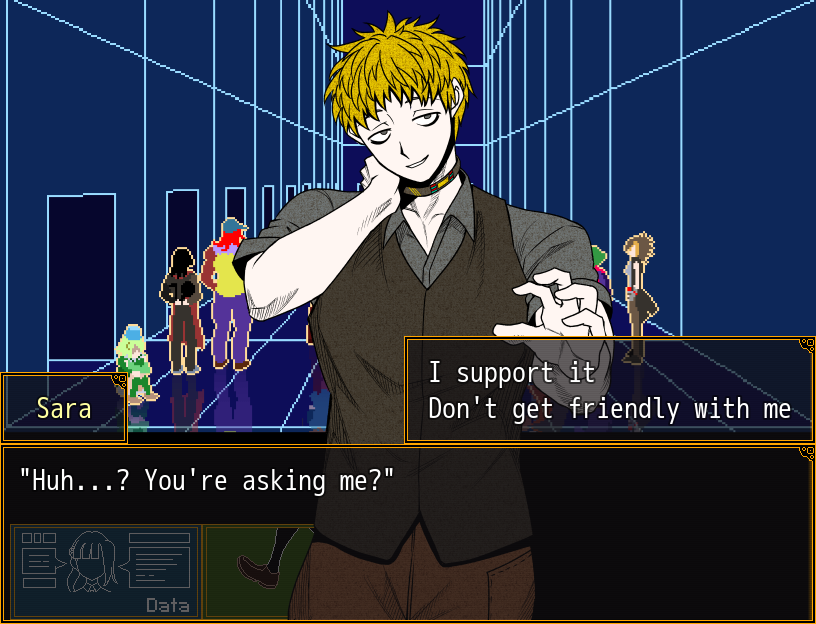 I support it
Don't get friendly with me
Sara
"Huh...? You're asking me?"
Data